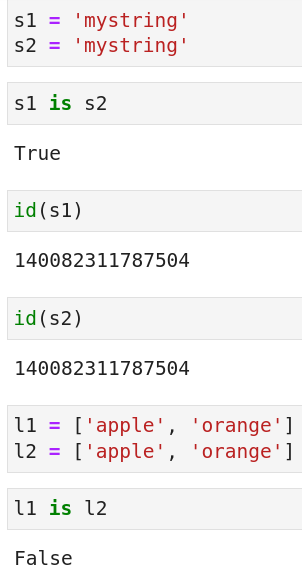 s1 = 'mystring'
s2 = 'mystring'
s1 is s2
True
id(s1)
140082311787504
id(s2)
140082311787504
l1 = ['apple', 'orange']
l2 = ['apple', 'orange']
l1 is l2
False